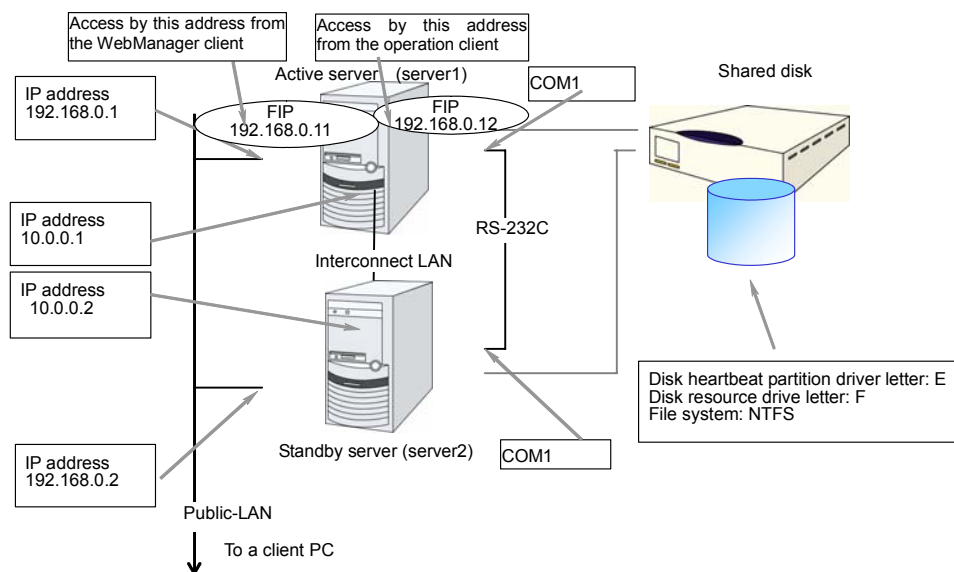 Access by this address from
the WebManager client
Access by this address
from the operation client
Active server (server1)
COM1
Shared disk
IP address
192.168.0.1
FIP
192.168.0.11
FIP
192.168.0.12
IP address
10.0.0.1
RS-232C
Interconnect LAN
IP address
10.0.0.2
Disk heartbeat partition driver letter: E
Disk resource drive letter: F
File system: NTFS
Standby server (server2)
COM1
IP address
192.168.0.2
Public-LAN
To a client PC